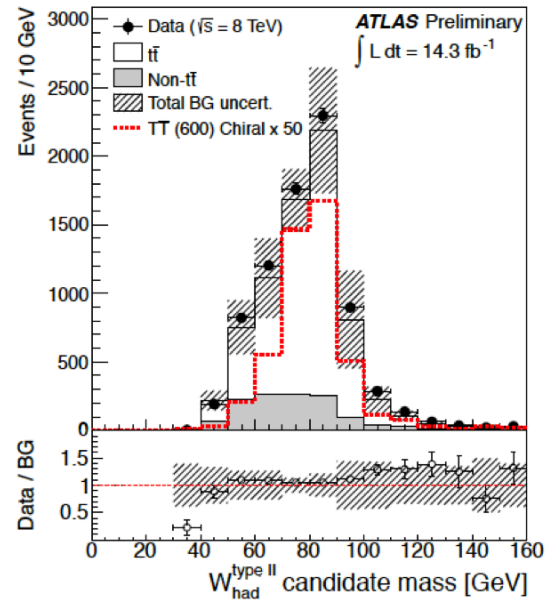 Events / 10 GeV
3000
2500
2000
1500
1000
500
0
Data (√s = 8 TeV)
tt̄
Non-tt̄
Total BG uncert.
TT̄ (600) Chiral x 50
ATLAS Preliminary
∫ L dt = 14.3 fb⁻¹
Data / BG
1.5
1
0.5
0 20 40 60 80 100 120 140 160
W_had^type II candidate mass [GeV]